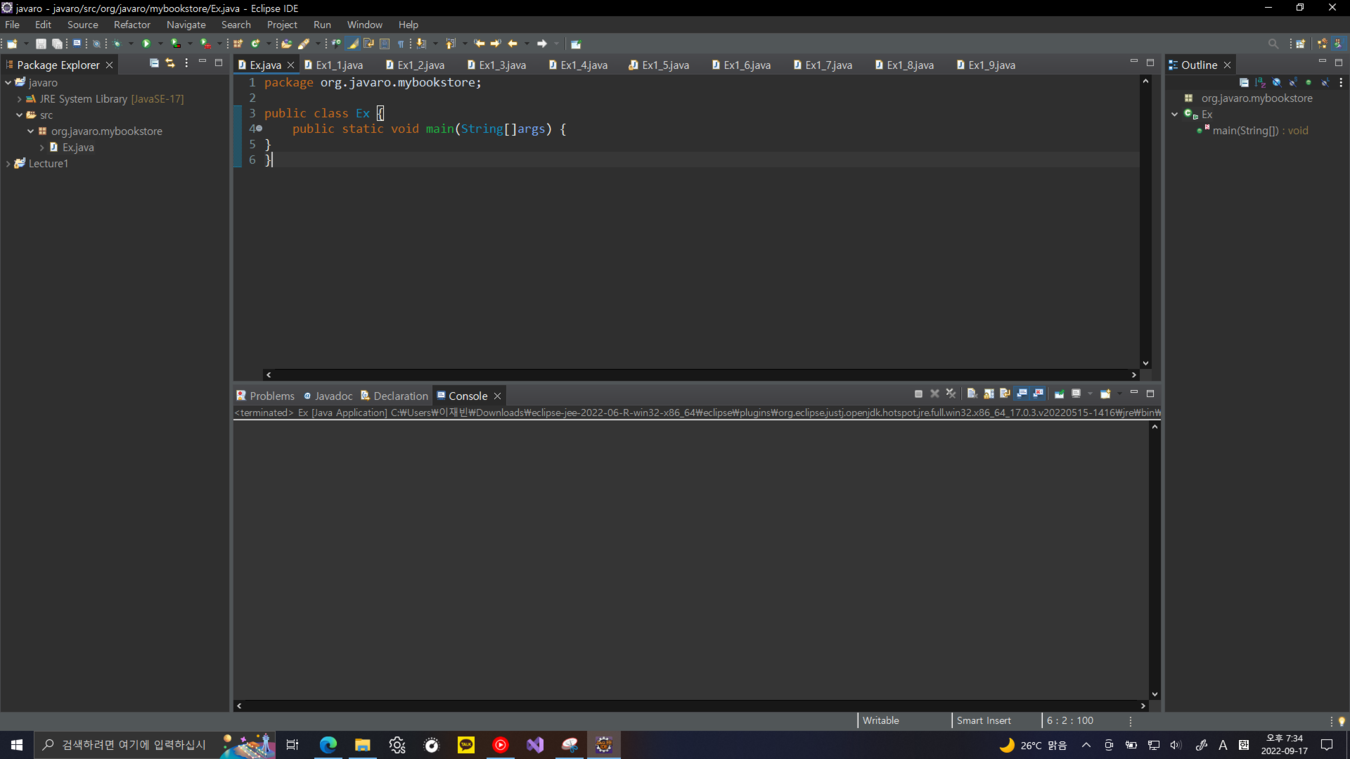 javaro - javaro/src/org/javaro/mybookstore/Ex.java - Eclipse IDE
File Edit Source Refactor Navigate Search Project Run Window Help
Package Explorer
javaro
JRE System Library [JavaSE-17]
src
org.javaro.mybookstore
Ex.java
Lecture1
Ex.java Ex1_1.java Ex1_2.java Ex1_3.java Ex1_4.java Ex1_5.java Ex1_6.java Ex1_7.java Ex1_8.java Ex1_9.java
1 package org.javaro.mybookstore;
2
3 public class Ex {
4 public static void main(String[]args) {
5 }
6 }
Problems Javadoc Declaration Console
<terminated> Ex [Java Application] C:₩Users₩이재빈₩Downloads₩eclipse-jee-2022-06-R-win32-x86_64₩eclipse₩plugins₩org.eclipse.justj.openjdk.hotspot.jre.full.win32.x86_64_17.0.3.v20220515-1416₩jre₩bin₩
Outline
org.javaro.mybookstore
Ex
main(String[]) : void
Writable Smart Insert 6 : 2 : 100
검색하려면 여기에 입력하십시
TALK
26°C 맑음
A
한
오후 7:34
2022-09-17